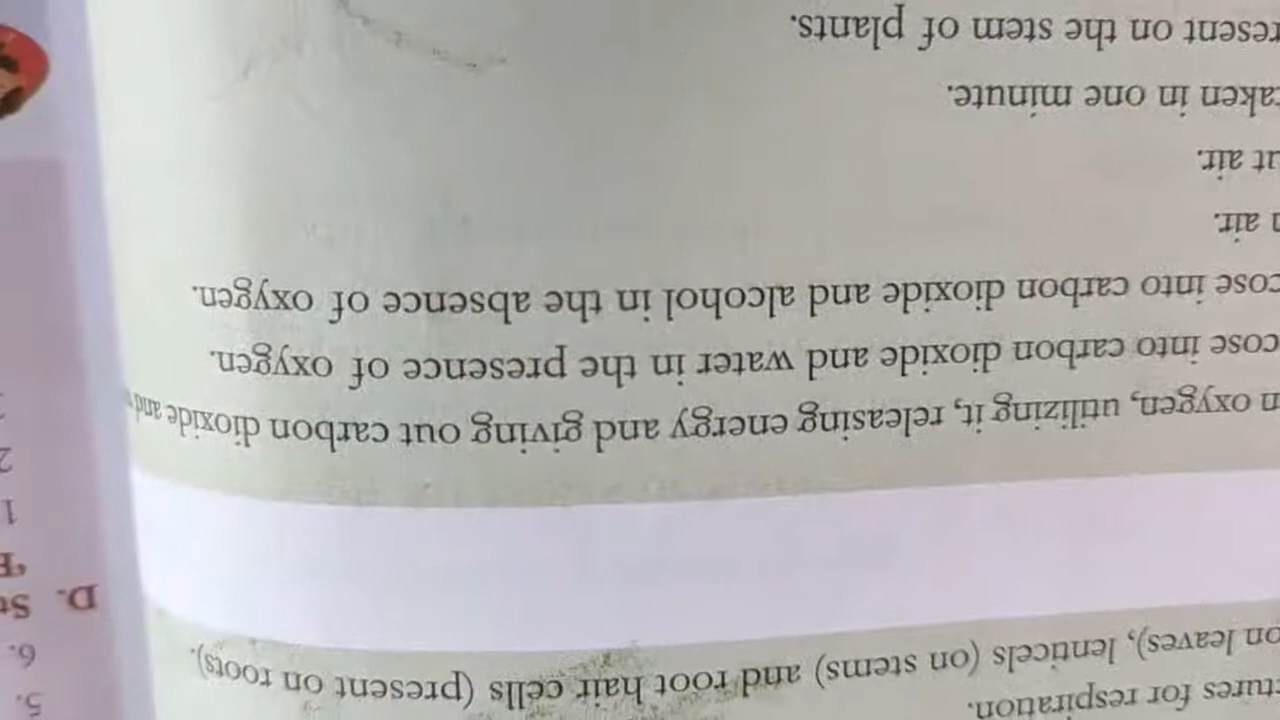 tures for respiration.
on leaves), lenticels (on stems) and root hair cells (present on roots).
n oxygen, utilizing it, releasing energy and giving out carbon dioxide and
cose into carbon dioxide and water in the presence of oxygen.
cose into carbon dioxide and alcohol in the absence of oxygen.
n air.
ut air.
taken in one minute.
resent on the stem of plants.
5.
6.
D. St
1
2